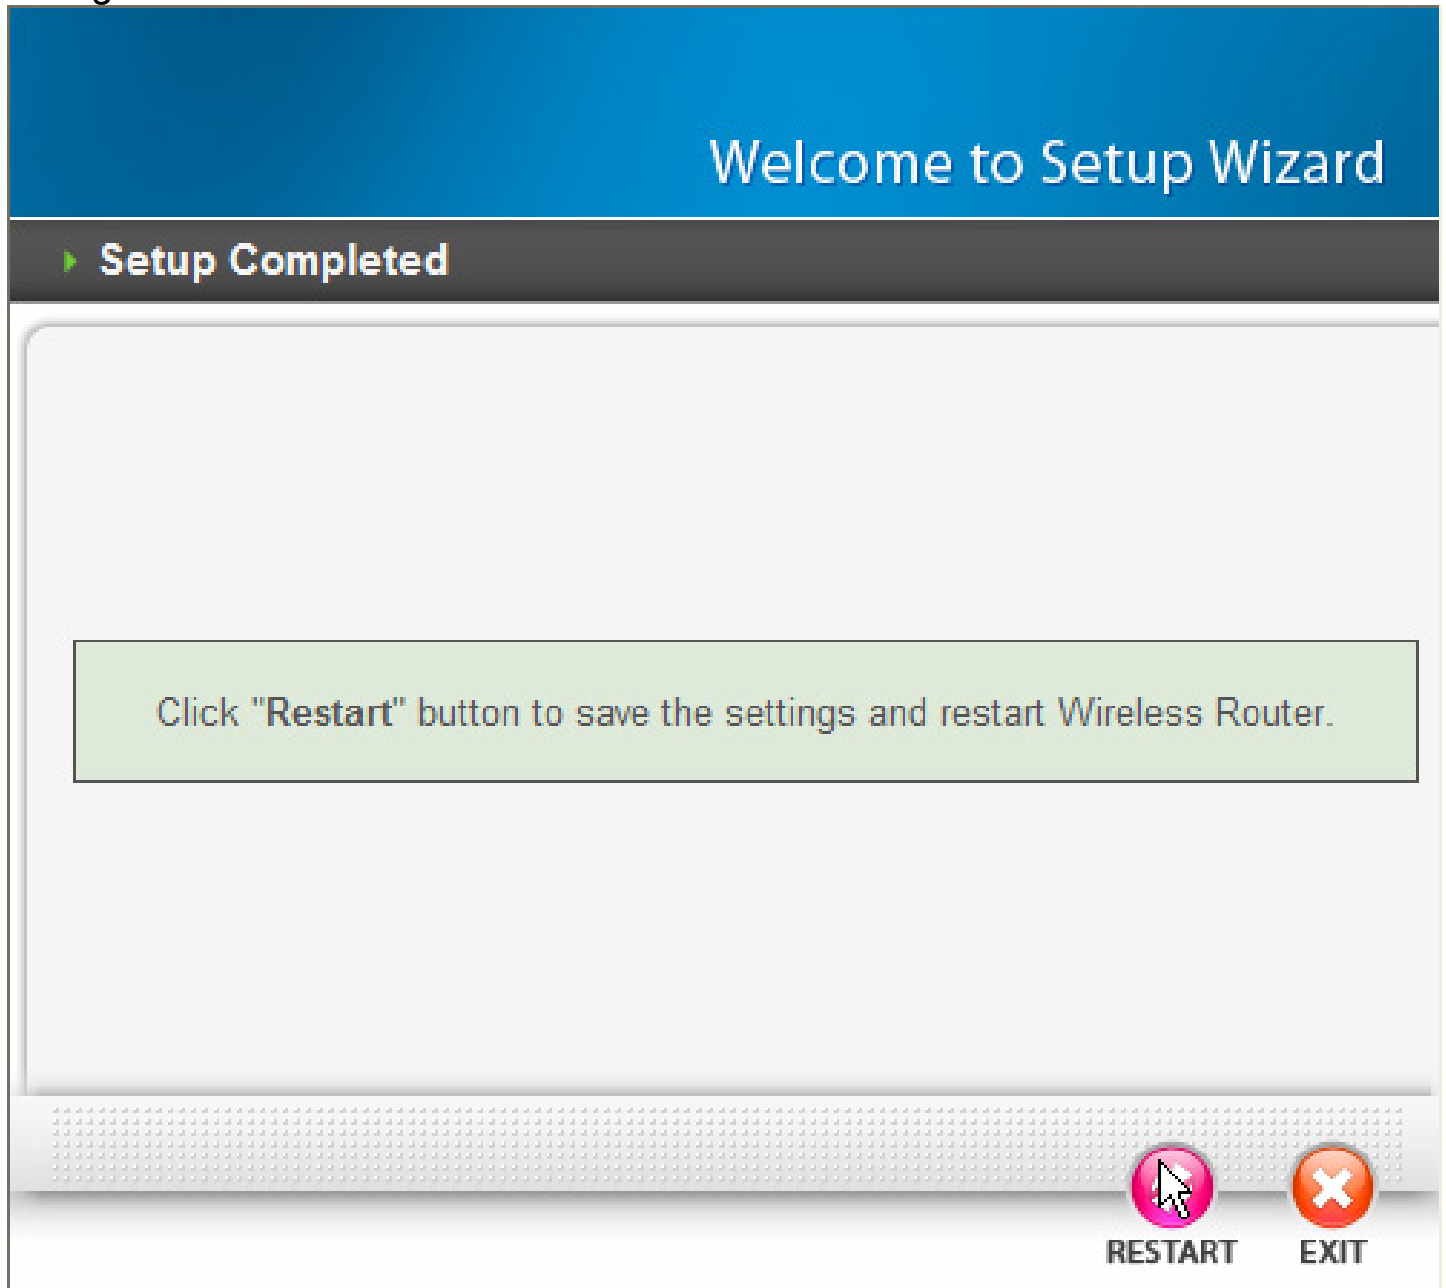 Welcome to Setup Wizard
Setup Completed
Click "Restart" button to save the settings and restart Wireless Router.
RESTART EXIT